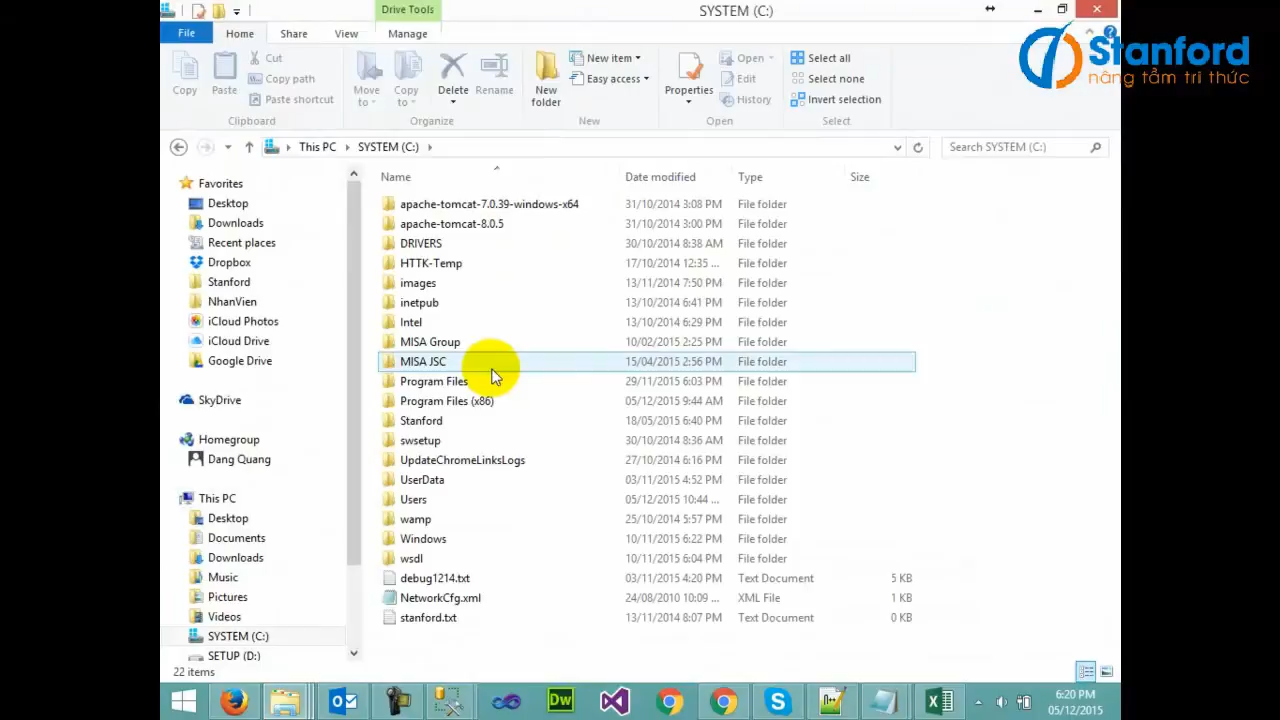 Drive Tools
SYSTEM (C:)
File Home Share View Manage
Stanford
nâng tầm tri thức
Copy
Paste
Cut
Copy path
Paste shortcut
Clipboard
Move to
Copy to
Delete
Rename
Organize
New folder
New item
Easy access
New
Properties
Open
Edit
History
Open
Select all
Select none
Invert selection
Select
This PC SYSTEM (C:)
Search SYSTEM (C:)
Favorites
Desktop
Downloads
Recent places
Dropbox
Stanford
NhanVien
iCloud Photos
iCloud Drive
Google Drive
SkyDrive
Homegroup
Dang Quang
This PC
Desktop
Documents
Downloads
Music
Pictures
Videos
SYSTEM (C:)
SETUP (D:)
Name Date modified Type Size
apache-tomcat-7.0.39-windows-x64 31/10/2014 3:08 PM File folder
apache-tomcat-8.0.5 31/10/2014 3:00 PM File folder
DRIVERS 30/10/2014 8:38 AM File folder
HTTK-Temp 17/10/2014 12:35 ... File folder
images 13/11/2014 7:50 PM File folder
inetpub 13/10/2014 6:41 PM File folder
Intel 13/10/2014 6:29 PM File folder
MISA Group 10/02/2015 2:25 PM File folder
MISA JSC 15/04/2015 2:56 PM File folder
Program Files 29/11/2015 6:03 PM File folder
Program Files (x86) 05/12/2015 9:44 AM File folder
Stanford 18/05/2015 6:40 PM File folder
swsetup 30/10/2014 8:36 AM File folder
UpdateChromeLinksLogs 27/10/2014 6:16 PM File folder
UserData 03/11/2015 4:52 PM File folder
Users 05/12/2015 10:44 ... File folder
wamp 25/10/2014 5:57 PM File folder
Windows 10/11/2015 6:22 PM File folder
wsdl 10/11/2015 6:04 PM File folder
debug1214.txt 03/11/2015 4:20 PM Text Document 5 KB
NetworkCfg.xml 24/08/2010 10:09 ... XML File 1 KB
stanford.txt 13/11/2014 8:07 PM Text Document 0 KB
22 items
Dw
6:20 PM
05/12/2015